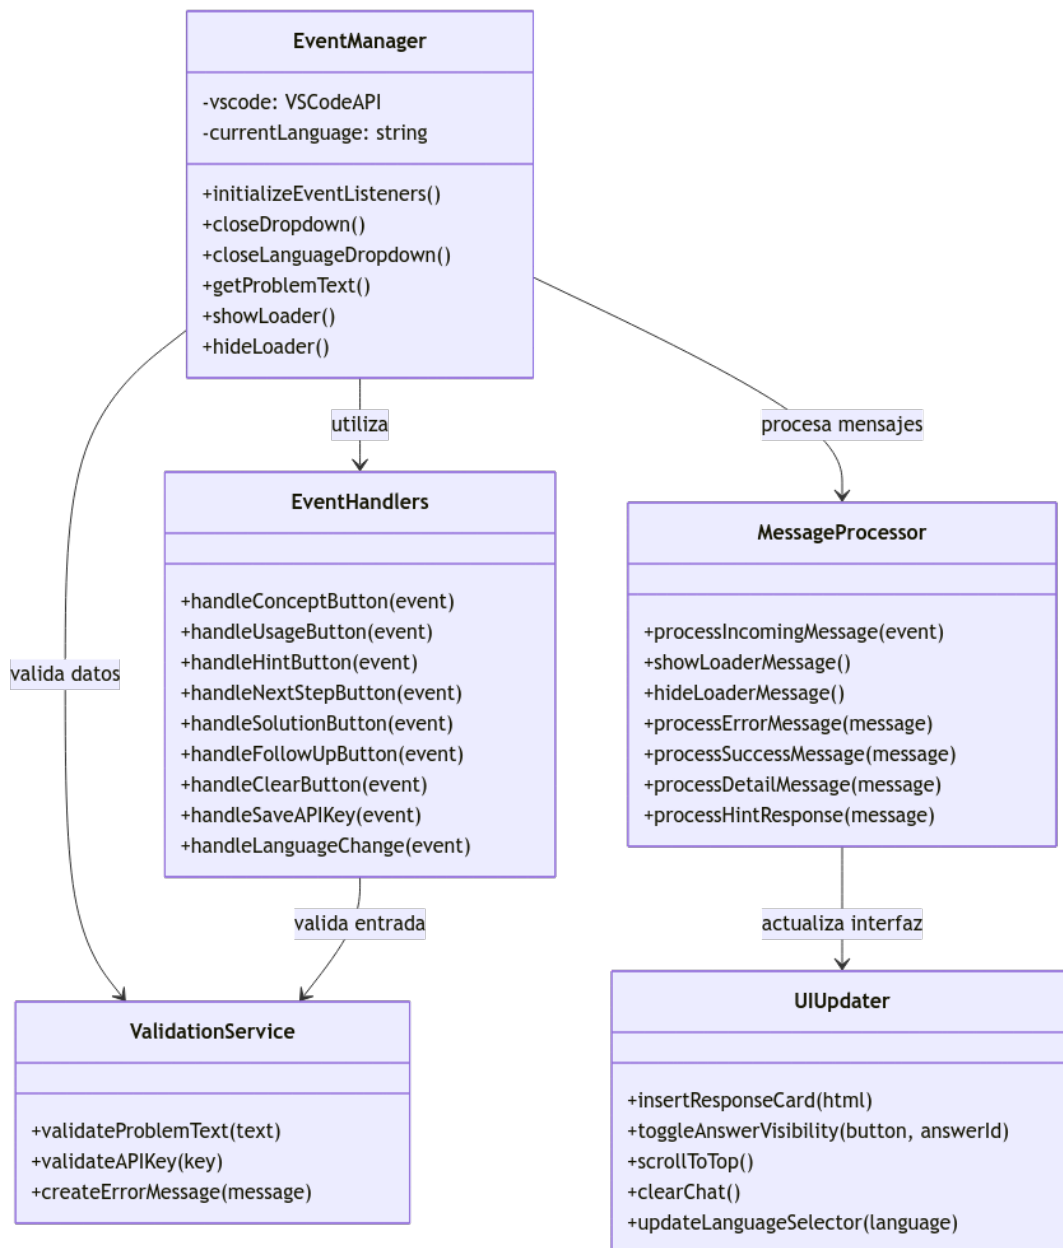 EventManager
-vscode: VSCodeAPI
-currentLanguage: string
+initializeEventListeners()
+closeDropdown()
+closeLanguageDropdown()
+getProblemText()
+showLoader()
+hideLoader()
utiliza
procesa mensajes
valida datos
EventHandlers
+handleConceptButton(event)
+handleUsageButton(event)
+handleHintButton(event)
+handleNextStepButton(event)
+handleSolutionButton(event)
+handleFollowUpButton(event)
+handleClearButton(event)
+handleSaveAPIKey(event)
+handleLanguageChange(event)
MessageProcessor
+processIncomingMessage(event)
+showLoaderMessage()
+hideLoaderMessage()
+processErrorMessage(message)
+processSuccessMessage(message)
+processDetailMessage(message)
+processHintResponse(message)
valida entrada
actualiza interfaz
ValidationService
+validateProblemText(text)
+validateAPIKey(key)
+createErrorMessage(message)
UIUpdater
+insertResponseCard(html)
+toggleAnswerVisibility(button, answerId)
+scrollToTop()
+clearChat()
+updateLanguageSelector(language)